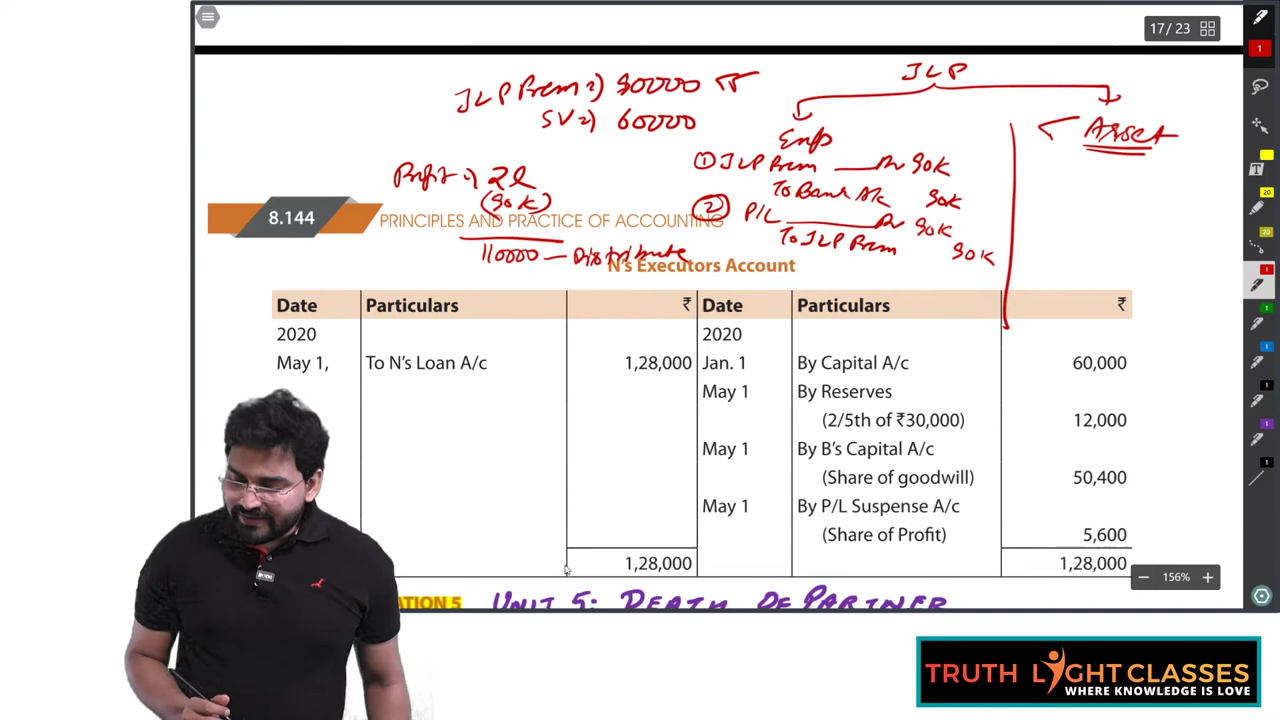 17 / 23
JLP
JLP Prem => 90000
SV => 60000
Exp
Asset
① JLP Prem Dr 90K
To Bank A/c 90K
② P/L Dr 90K
To JLP Prem 90K
Profit => 2L
(90K)
110000 - Distribute
8.144 PRINCIPLES AND PRACTICE OF ACCOUNTING
N's Executors Account
Date Particulars ₹ Date Particulars ₹
2020 2020
May 1, To N's Loan A/c 1,28,000 Jan. 1 By Capital A/c 60,000
May 1 By Reserves
(2/5th of ₹30,000) 12,000
May 1 By B's Capital A/c
(Share of goodwill) 50,400
May 1 By P/L Suspense A/c
(Share of Profit) 5,600
1,28,000 1,28,000
156%
ATION 5 UNIT 5: DEATH OF PARTNER
TRUTH LIGHT CLASSES
WHERE KNOWLEDGE IS LOVE